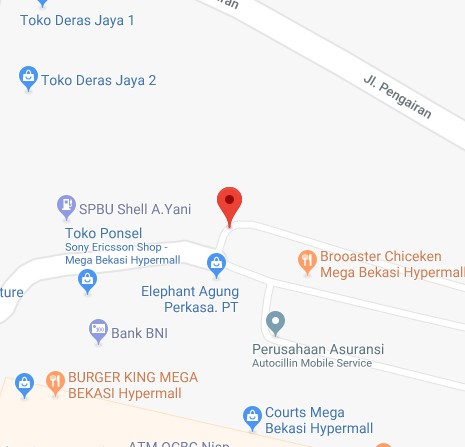 iran
Toko Deras Jaya 1
Toko Deras Jaya 2
Jl. Pengairan
SPBU Shell A.Yani
Toko Ponsel
Sony Ericsson Shop -
Mega Bekasi Hypermall
Brooaster Chiceken
Mega Bekasi Hypermall
Elephant Agung
Perkasa. PT
ture
Bank BNI
Perusahaan Asuransi
Autocillin Mobile Service
BURGER KING MEGA
BEKASI Hypermall
Courts Mega
Bekasi Hypermall
ATM OCBC Nisp